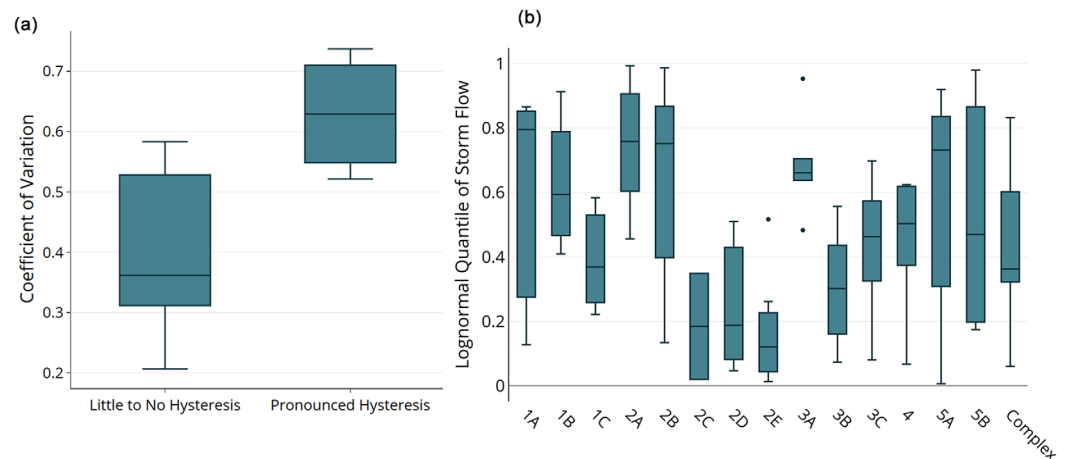 (a)
Coefficient of Variation
0.7
0.6
0.5
0.4
0.3
0.2
Little to No Hysteresis
Pronounced Hysteresis
(b)
Lognormal Quantile of Storm Flow
1
0.8
0.6
0.4
0.2
0
1A
1B
1C
2A
2B
2C
2D
2E
3A
3B
3C
4
5A
5B
Complex